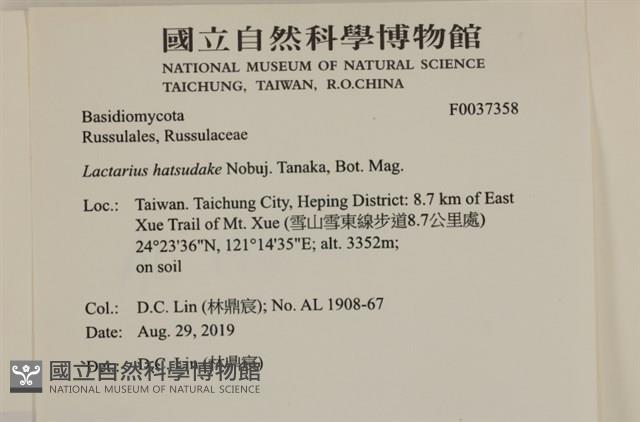 國立自然科學博物館
NATIONAL MUSEUM OF NATURAL SCIENCE
TAICHUNG, TAIWAN, R.O.CHINA
Basidiomycota F0037358
Russulales, Russulaceae
Lactarius hatsudake Nobuj. Tanaka, Bot. Mag.
Loc.: Taiwan. Taichung City, Heping District: 8.7 km of East
Xue Trail of Mt. Xue (雪山雪東線步道8.7公里處)
24°23'36"N, 121°14'35"E; alt. 3352m;
on soil
Col.: D.C. Lin (林鼎宸); No. AL 1908-67
Date: Aug. 29, 2019
D.C. Lin (林鼎宸)
國立自然科學博物館
NATIONAL MUSEUM OF NATURAL SCIENCE